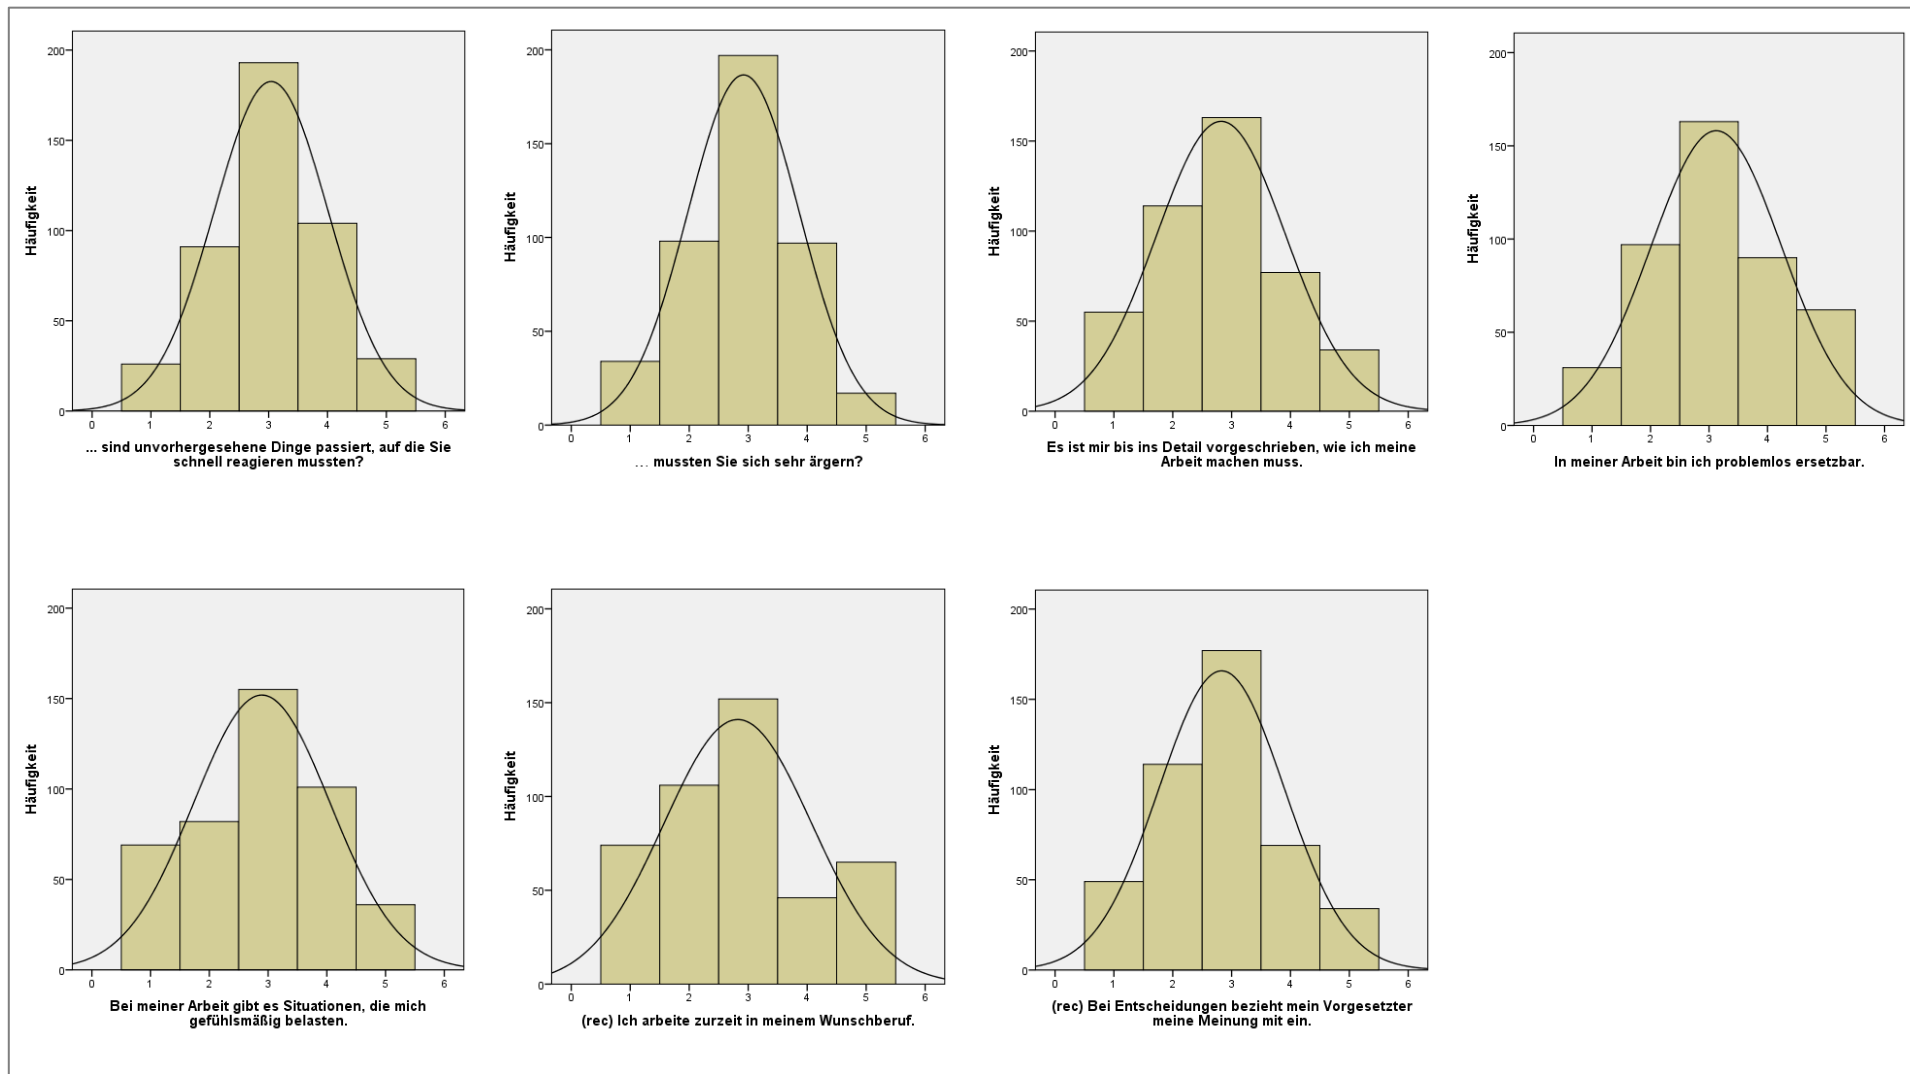 200
150
100
50
0
Häufigkeit
0 1 2 3 4 5 6
... sind unvorhergesehene Dinge passiert, auf die Sie
schnell reagieren mussten?
200
150
100
50
0
Häufigkeit
0 1 2 3 4 5 6
... mussten Sie sich sehr ärgern?
200
150
100
50
0
Häufigkeit
0 1 2 3 4 5 6
Es ist mir bis ins Detail vorgeschrieben, wie ich meine
Arbeit machen muss.
200
150
100
50
0
Häufigkeit
0 1 2 3 4 5 6
In meiner Arbeit bin ich problemlos ersetzbar.
200
150
100
50
0
Häufigkeit
0 1 2 3 4 5 6
Bei meiner Arbeit gibt es Situationen, die mich
gefühlsmäßig belasten.
200
150
100
50
0
Häufigkeit
0 1 2 3 4 5 6
(rec) Ich arbeite zurzeit in meinem Wunschberuf.
200
150
100
50
0
Häufigkeit
0 1 2 3 4 5 6
(rec) Bei Entscheidungen bezieht mein Vorgesetzter
meine Meinung mit ein.